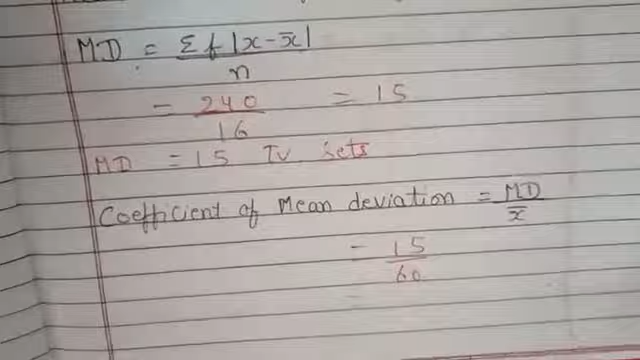 MD = Σf|x-x̄|
n
= 240 = 15
16
MD = 15 TV Sets
Coefficient of Mean deviation = MD
x̄
= 15
60